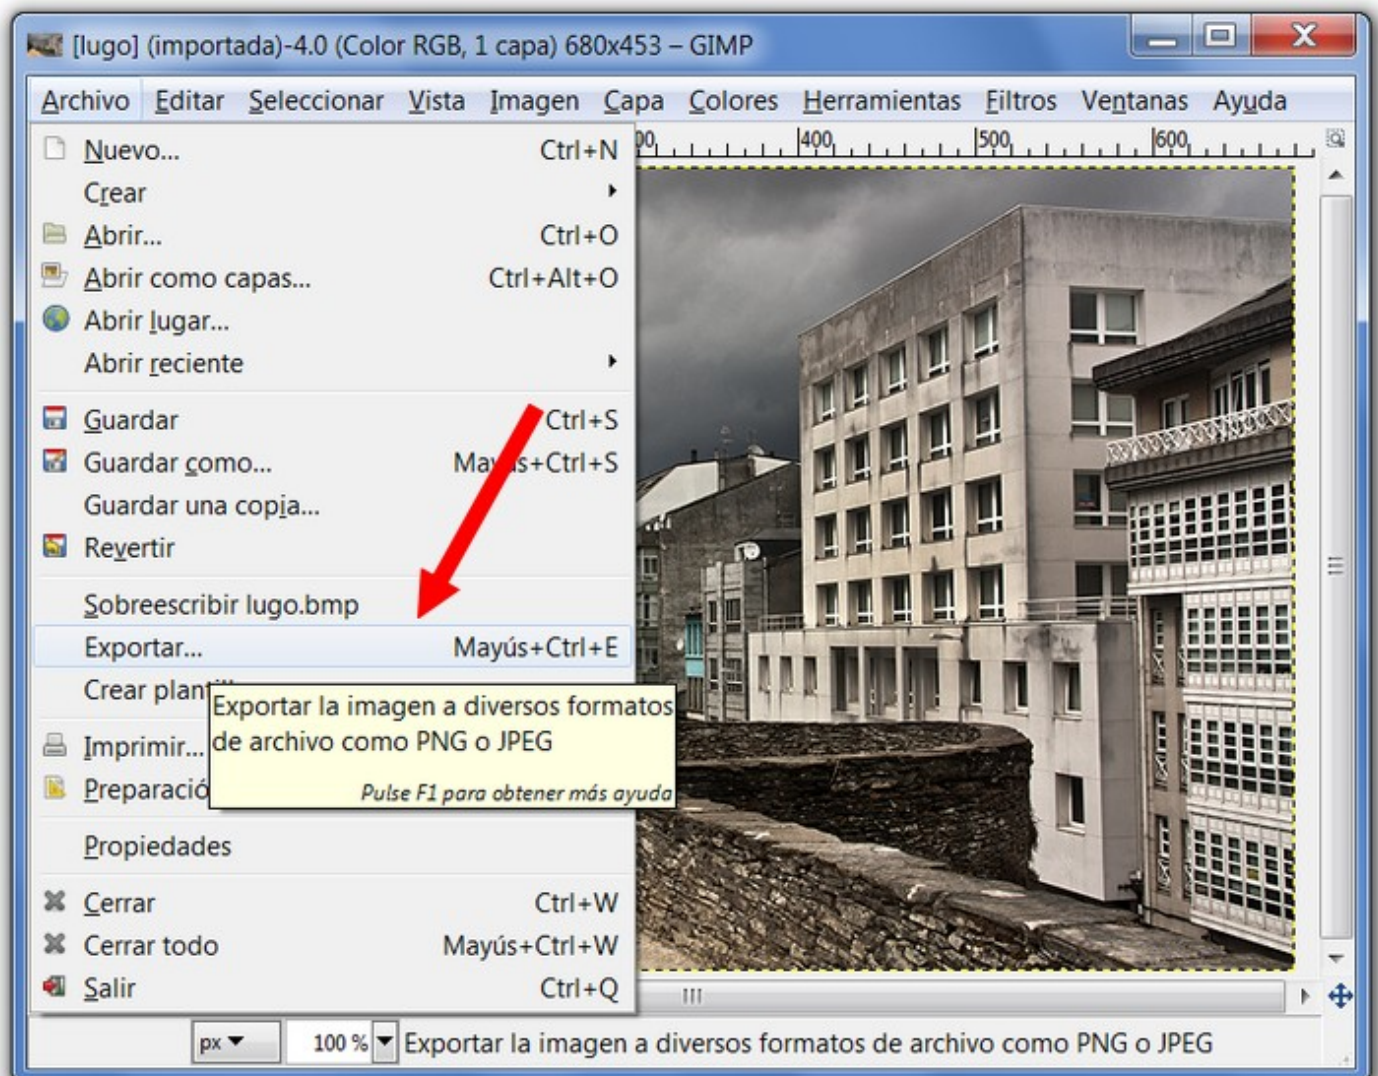 [lugo] (importada)-4.0 (Color RGB, 1 capa) 680x453 – GIMP
Archivo Editar Seleccionar Vista Imagen Capa Colores Herramientas Filtros Ventanas Ayuda
400 500 600
Nuevo... Ctrl+N
Crear
Abrir... Ctrl+O
Abrir como capas... Ctrl+Alt+O
Abrir lugar...
Abrir reciente
Guardar Ctrl+S
Guardar como... Mayús+Ctrl+S
Guardar una copia...
Revertir
Sobreescribir lugo.bmp
Exportar... Mayús+Ctrl+E
Crear
Exportar la imagen a diversos formatos
de archivo como PNG o JPEG
Pulse F1 para obtener más ayuda
Imprimir...
Propiedades
Cerrar Ctrl+W
Cerrar todo Mayús+Ctrl+W
Salir Ctrl+Q
px 100 % Exportar la imagen a diversos formatos de archivo como PNG o JPEG